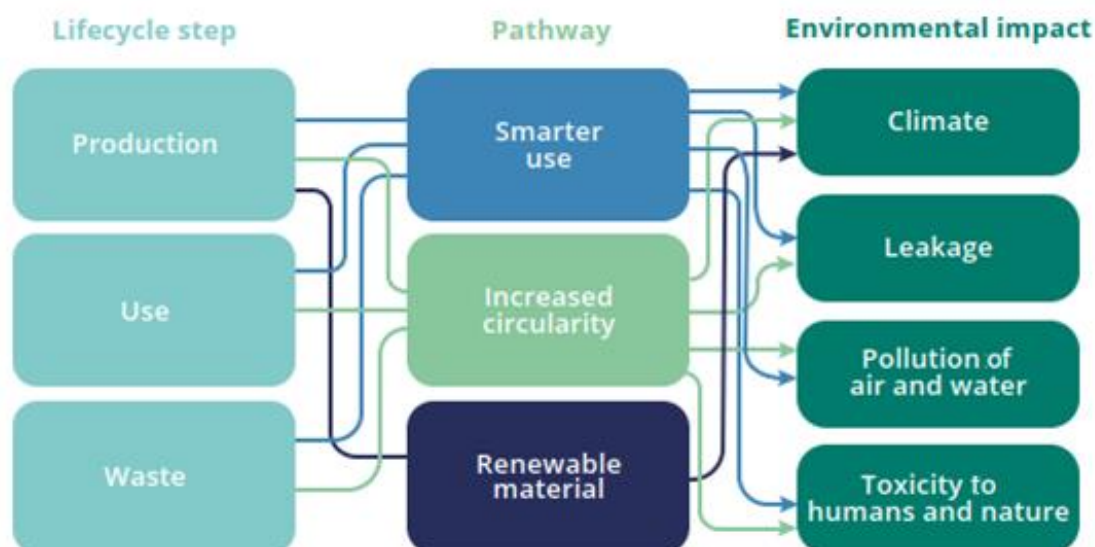 Lifecycle step
Pathway
Environmental impact
Production
Smarter
use
Climate
Use
Increased
circularity
Leakage
Waste
Renewable
material
Pollution of
air and water
Toxicity to
humans and nature